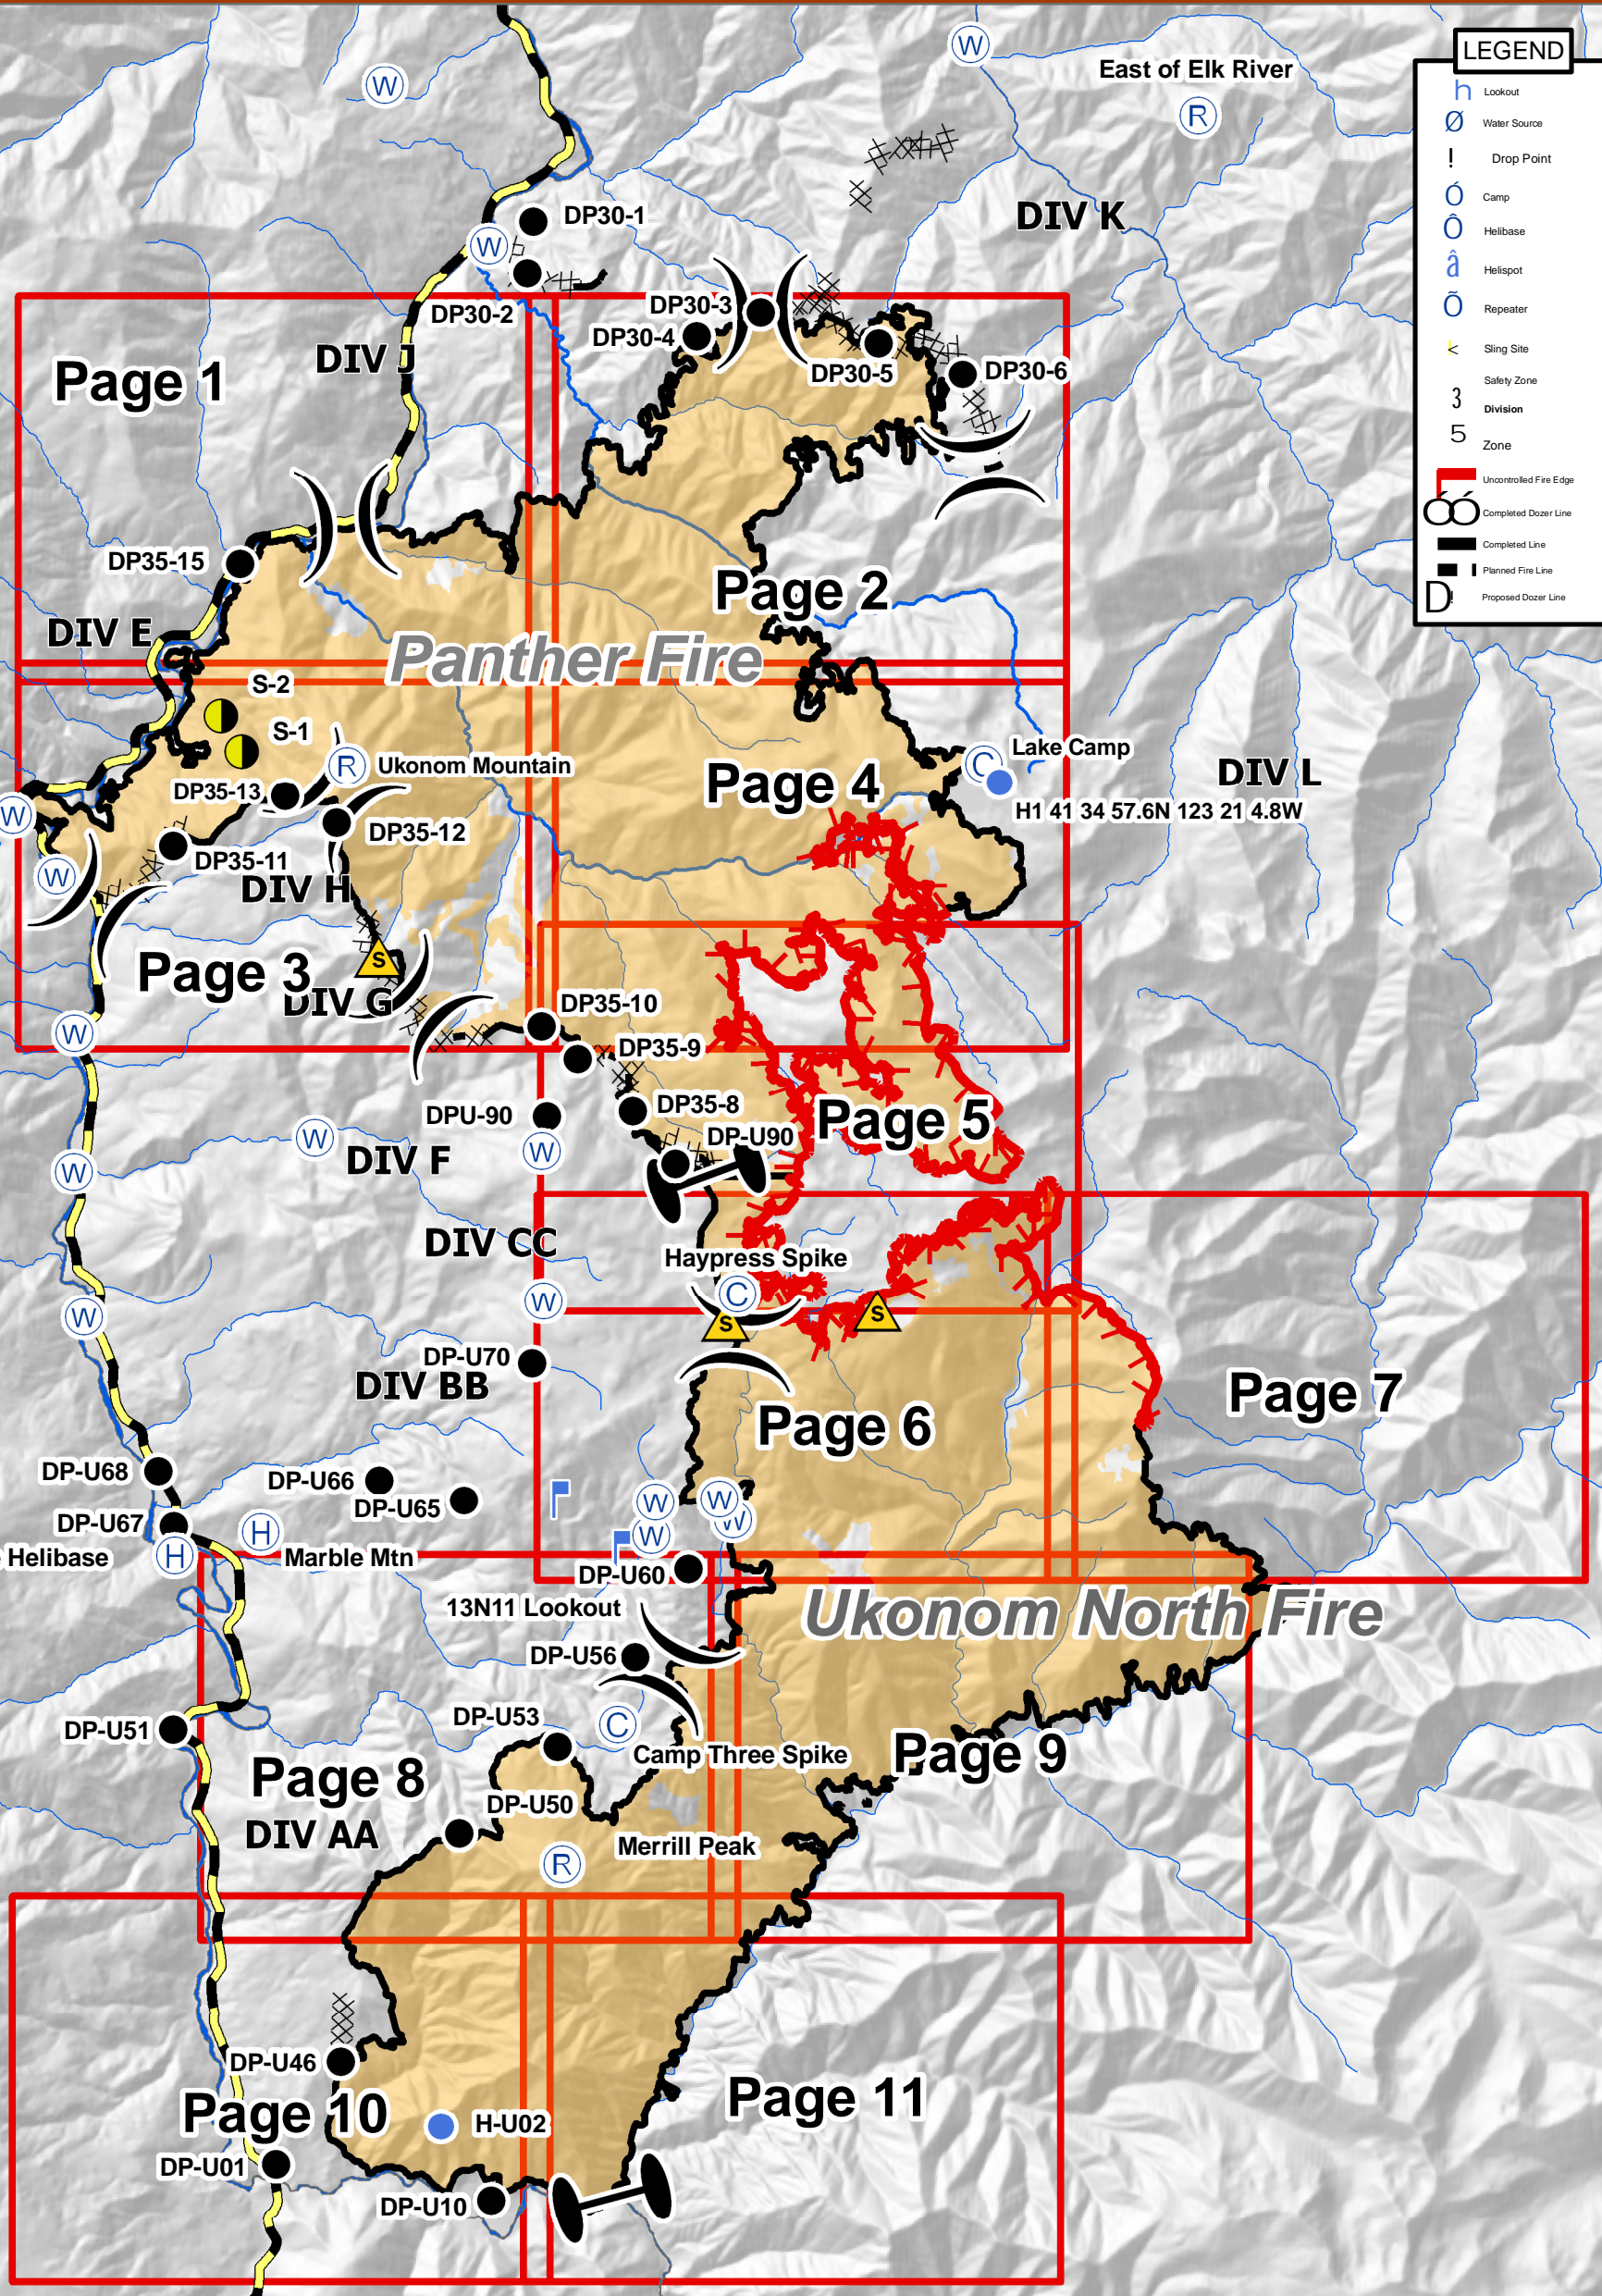 LEGEND
h Lookout
Ø Water Source
! Drop Point
Ó Camp
Ô Helibase
â Helispot
Õ Repeater
< Sling Site
Safety Zone
3 Division
5 Zone
Uncontrolled Fire Edge
ÓÓ Completed Dozer Line
Completed Line
Planned Fire Line
D! Proposed Dozer Line
W
W
East of Elk River
R
DIV K
DP30-1
W
DP30-2
DP30-3
DP30-4
DP30-5
DP30-6
DIV J
Page 1
DP35-15
Page 2
DIV E
Panther Fire
S-2
S-1
R Ukonom Mountain
Lake Camp
C
Page 4
DIV L
DP35-13
H1 41 34 57.6N 123 21 4.8W
W
DP35-12
DP35-11
W
DIV H
Page 3
S
DIV G
DP35-10
W
DP35-9
DP35-8
DPU-90
Page 5
DP-U90
W
W
DIV F
W
DIV CC
Haypress Spike
C
W
W
S
S
DP-U70
DIV BB
Page 7
Page 6
DP-U68
DP-U66
DP-U65
W
W
DP-U67
W
W
H
H
Helibase
Marble Mtn
DP-U60
13N11 Lookout
Ukonom North Fire
DP-U56
DP-U53
C
DP-U51
Camp Three Spike
Page 9
Page 8
DP-U50
DIV AA
Merrill Peak
R
DP-U46
Page 10
Page 11
H-U02
DP-U01
DP-U10